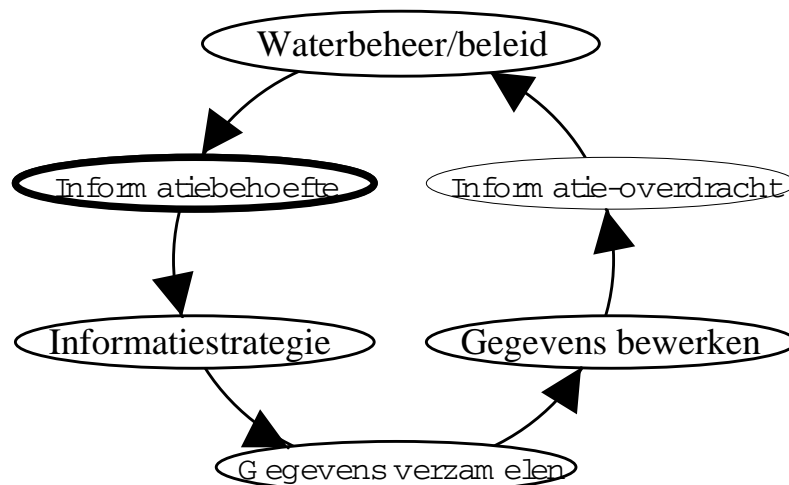 Waterbeheer/beleid
Informatiebehoefte
Informatie-overdracht
Informatiestrategie
Gegevens bewerken
Gegevens verzamelen